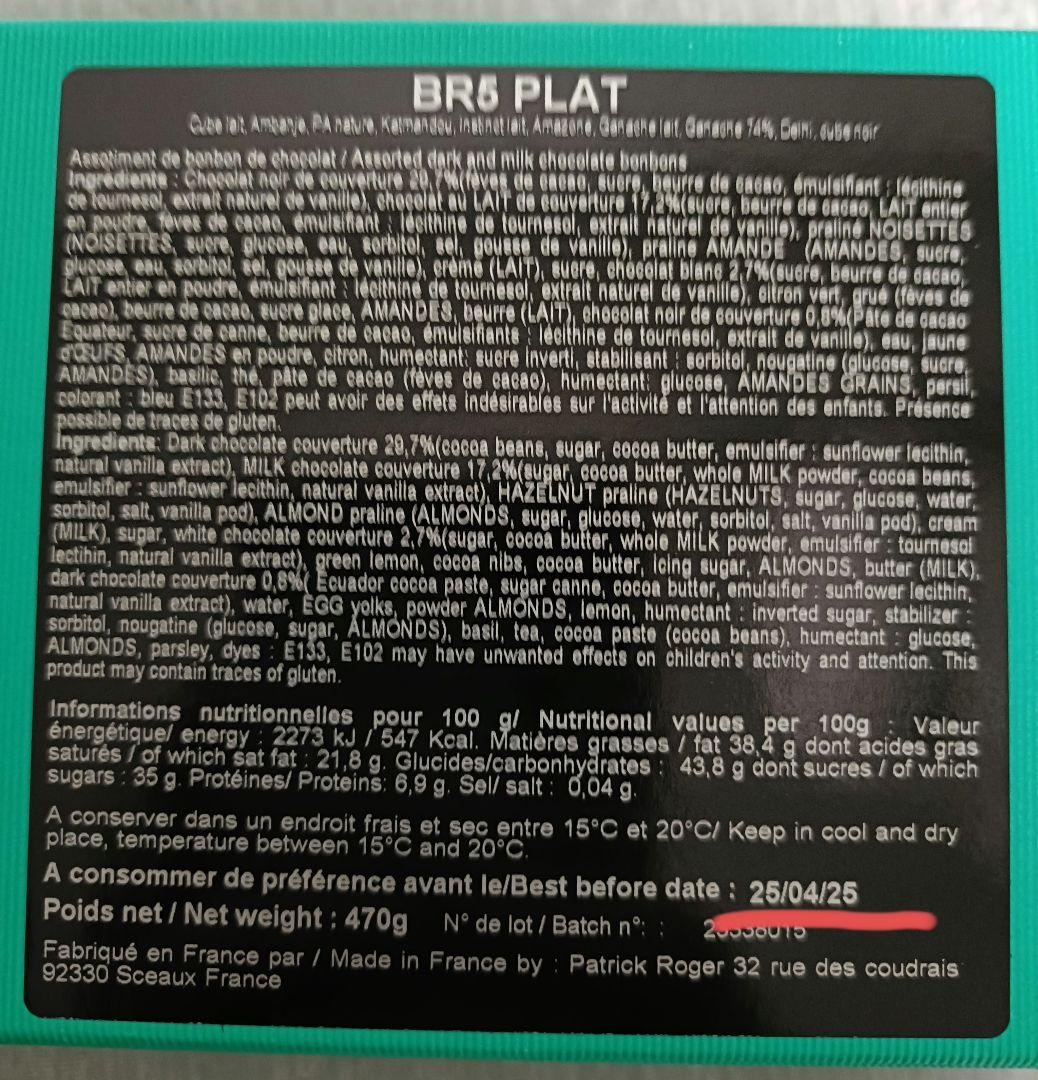 BR5 PLAT
Cube lait, Ambanja, PA nature, Katmandou, Instinct lait, Amazone, Ganache lait, Ganache 74%, Delhi, cube noir
Assotiment de bonbon de chocolat / Assorted dark and milk chocolate bonbons
Ingrédients : Chocolat noir de couverture (fèves de cacao, sucre, beurre de cacao, émulsifiant : lécithine
de tournesol, extrait naturel de vanille), chocolat au LAIT de couverture 17,2%(sucre, beurre de cacao, LAIT entier
en poudre, fèves de cacao, émulsifiant : lécithine de tournesol, extrait naturel de vanille), praliné NOISETTES
(NOISETTES, sucre, glucose, eau, sorbitol, sel, gousse de vanille), praline AMANDE (AMANDES, sucre,
glucose, eau, sorbitol, sel, gousse de vanille), crème (LAIT), sucre, chocolat blanc 2,7%(sucre, beurre de cacao,
LAIT entier en poudre, émulsifiant : lécithine de tournesol, extrait naturel de vanille), citron vert, grué (fèves de
cacao), beurre de cacao, sucre glace, AMANDES, beurre (LAIT), chocolat noir de couverture 0,8%(Pâte de cacao
Equateur, sucre de canne, beurre de cacao, émulsifiants : lécithine de tournesol, extrait de vanille), eau, jaune
d'ŒUFS, AMANDES en poudre, citron, humectant: sucre inverti, stabilisant : sorbitol, nougatine (glucose, sucre,
AMANDES), basilic, thé, pâte de cacao (fèves de cacao), humectant: glucose, AMANDES GRAINS, persil,
colorant : bleu E133, E102 peut avoir des effets indésirables sur l'activité et l'attention des enfants. Présence
possible de traces de gluten.
Ingredients: Dark chocolate couverture 29,7%(cocoa beans, sugar, cocoa butter, emulsifier : sunflower lecithin,
natural vanilla extract), MILK chocolate couverture 17,2%(sugar, cocoa butter, whole MILK powder, cocoa beans,
emulsifier : sunflower lecithin, natural vanilla extract), HAZELNUT praline (HAZELNUTS, sugar, glucose, water,
sorbitol, salt, vanilla pod), ALMOND praline (ALMONDS, sugar, glucose, water, sorbitol, salt, vanilla pod), cream
(MILK), sugar, white chocolate couverture 2,7%(sugar, cocoa butter, whole MILK powder, emulsifier : tournesol
lectihin, natural vanilla extract), green lemon, cocoa nibs, cocoa butter, Icing sugar, ALMONDS, butter (MILK),
dark chocolate couverture 0,8%( Ecuador cocoa paste, sugar canne, cocoa butter, emulsifier : sunflower lecithin,
natural vanilla extract), water, EGG yolks, powder ALMONDS, lemon, humectant : inverted sugar, stabilizer :
sorbitol, nougatine (glucose, sugar, ALMONDS), basil, tea, cocoa paste (cocoa beans), humectant : glucose,
ALMONDS, parsley, dyes : E133, E102 may have unwanted effects on children's activity and attention. This
product may contain traces of gluten.
Informations nutritionnelles pour 100 g/ Nutritional values per 100g : Valeur
énergétique/ energy : 2273 kJ / 547 Kcal. Matières grasses / fat 38,4 g dont acides gras
saturés / of which sat fat : 21,8 g. Glucides/carbonhydrates : 43,8 g dont sucres / of which
sugars : 35 g. Protéines/ Proteins: 6,9 g. Sel/ salt : 0,04 g.
A conserver dans un endroit frais et sec entre 15°C et 20°C/ Keep in cool and dry
place, temperature between 15°C and 20°C.
A consommer de préférence avant le/Best before date : 25/04/25
Poids net / Net weight : 470g N° de lot / Batch n°: :
Fabriqué en France par / Made in France by : Patrick Roger 32 rue des coudrais
92330 Sceaux France